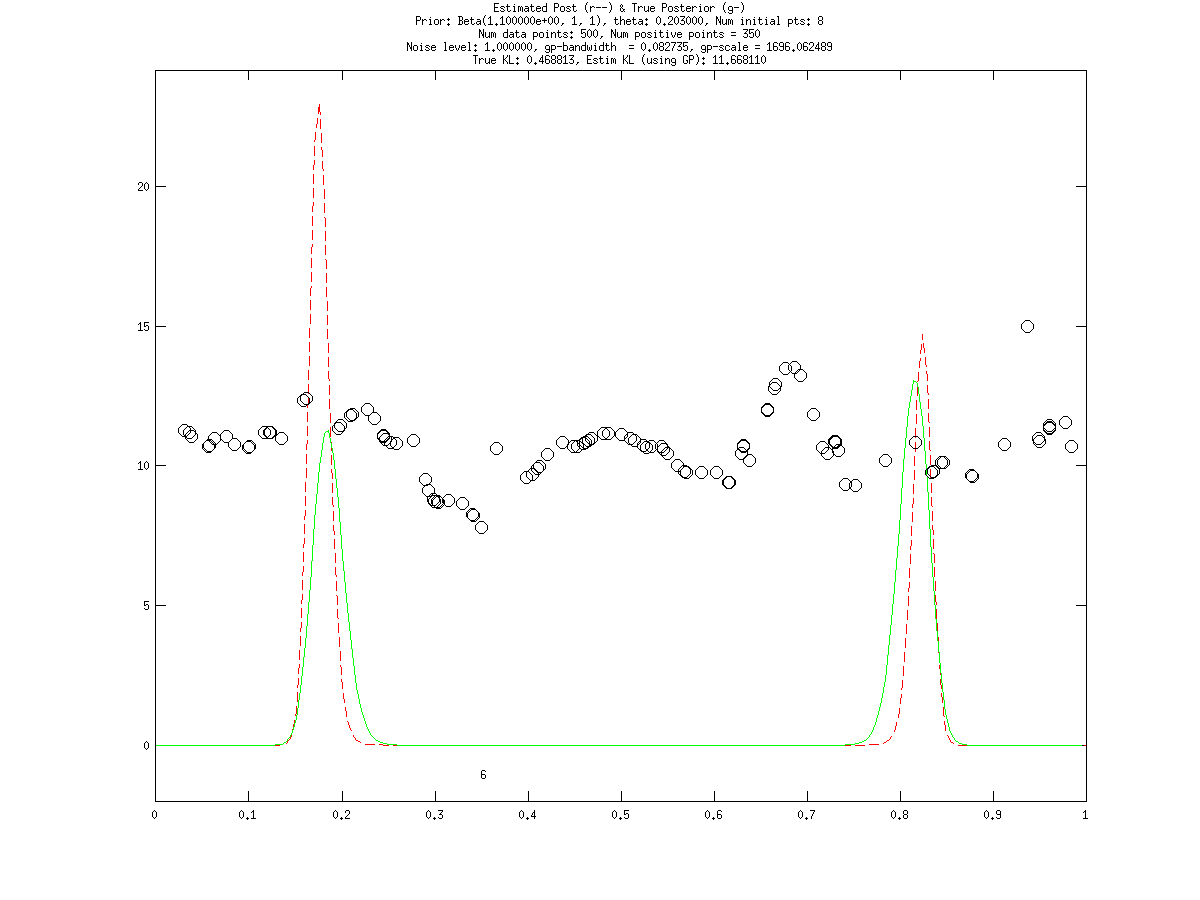 Estimated Post (r--) & True Posterior (g-)
Prior: Beta(1.100000e+00, 1, 1), theta: 0.203000, Num initial pts: 8
Num data points: 500, Num positive points = 350
Noise level: 1.000000, gp-bandwidth  = 0.082735, gp-scale = 1696.062489
True KL: 0.468813, Estim KL (using GP): 11.668110
20
15
10
5
0
6
0 0.1 0.2 0.3 0.4 0.5 0.6 0.7 0.8 0.9 1